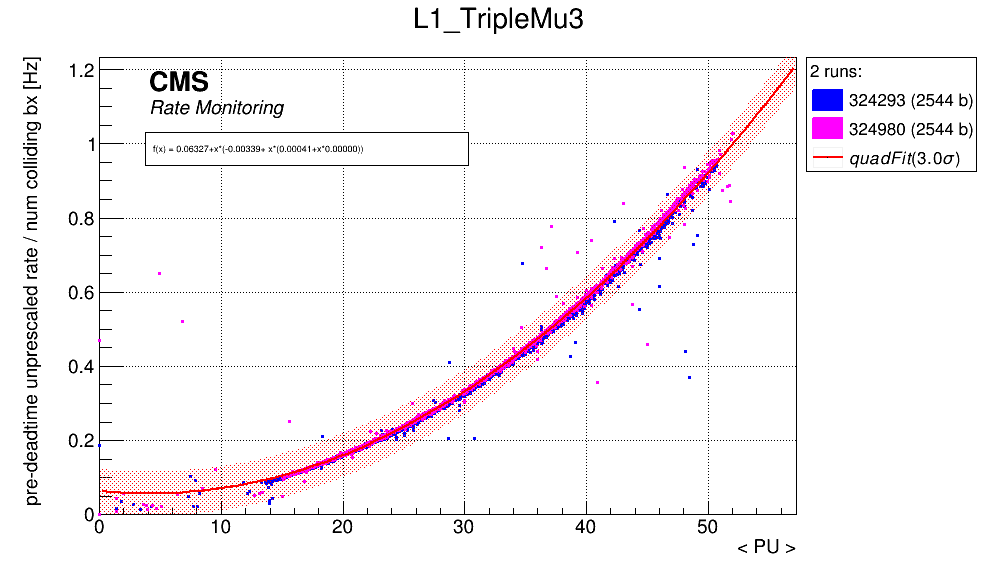 L1_TripleMu3
pre-deadtime unprescaled rate / num colliding bx [Hz]
CMS
Rate Monitoring
f(x) = 0.06327+x*(-0.00339+ x*(0.00041+x*0.00000))
2 runs:
324293 (2544 b)
324980 (2544 b)
quadFit(3.0σ)
1.2
1
0.8
0.6
0.4
0.2
0
0 10 20 30 40 50
< PU >